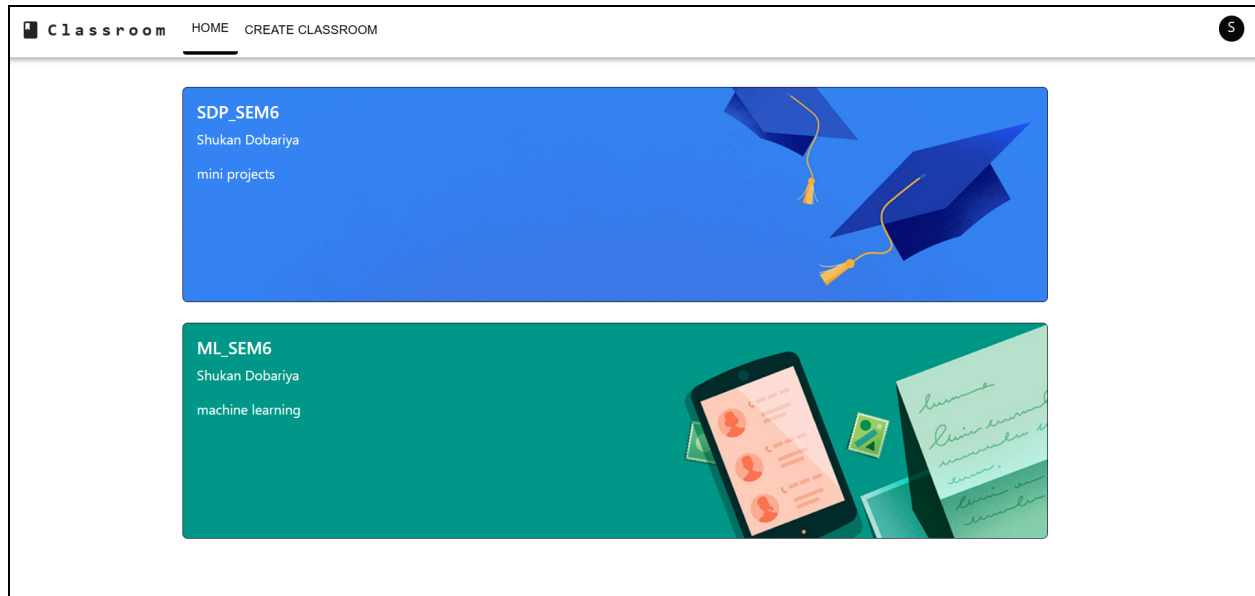 Classroom HOME CREATE CLASSROOM S
SDP_SEM6
Shukan Dobariya
mini projects
ML_SEM6
Shukan Dobariya
machine learning